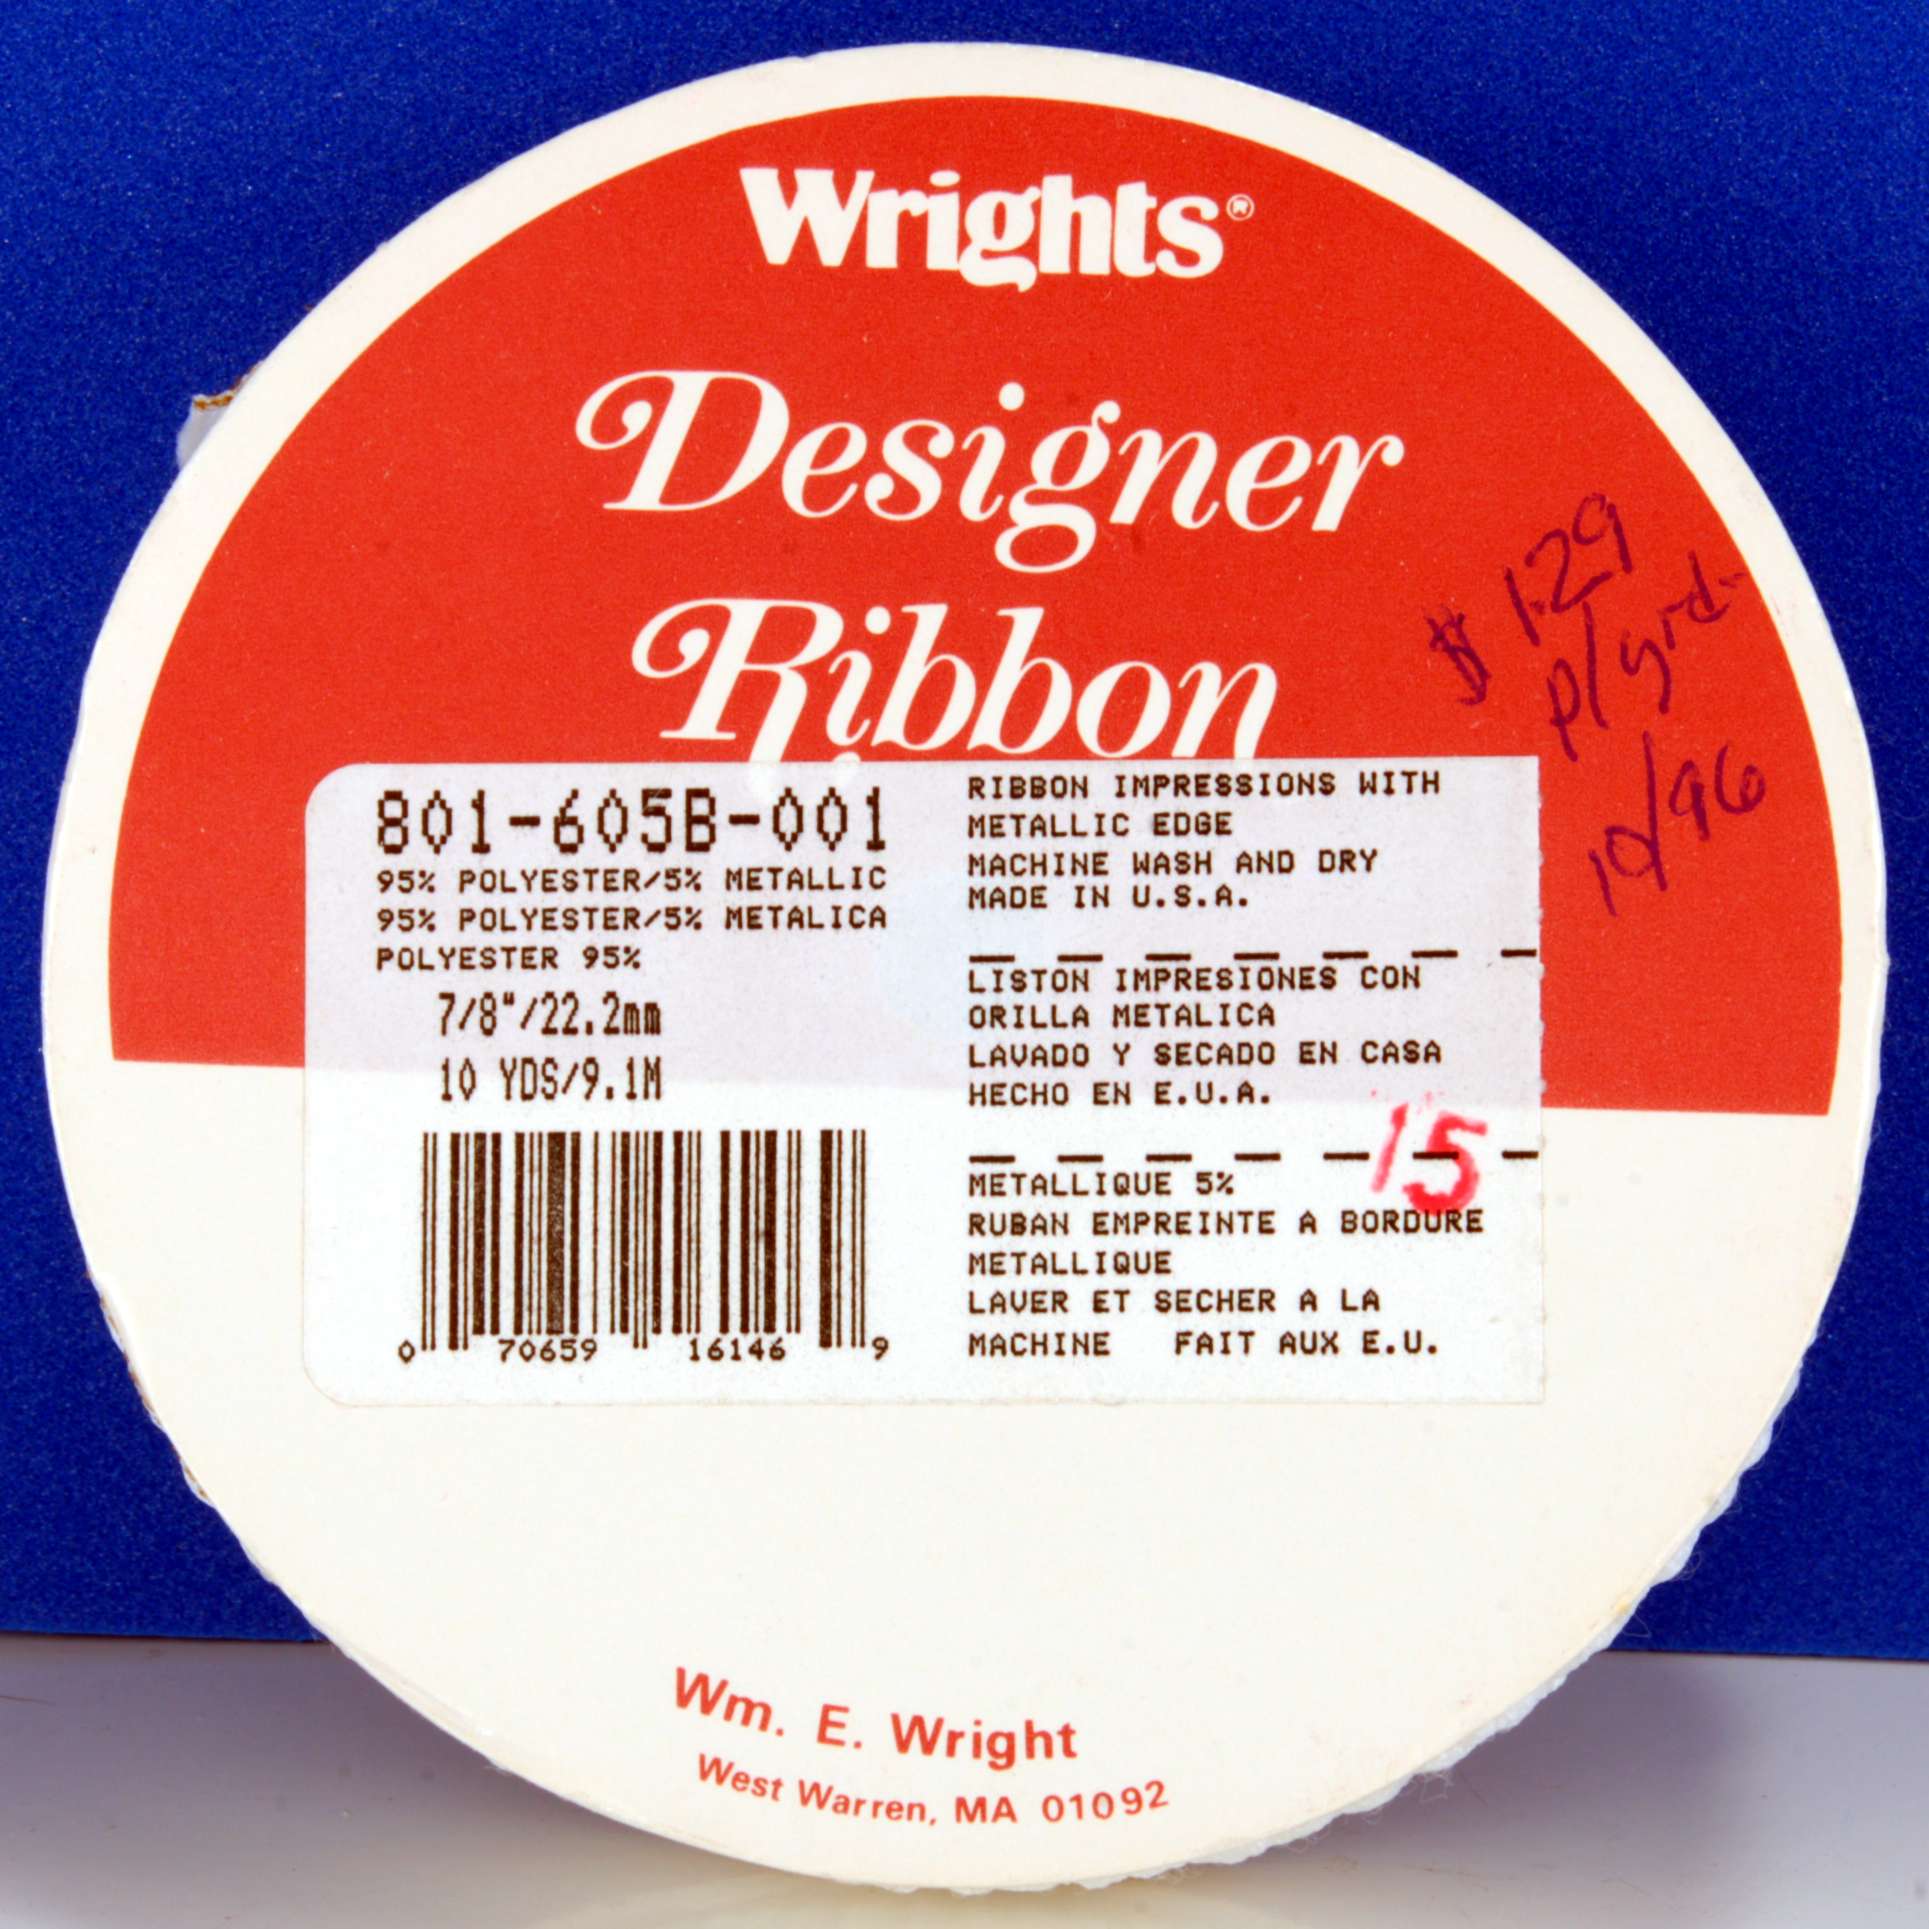 Wrights®
Designer
Ribbon
$ 1.29
p/yrd.
10/96
801-605B-001
95% POLYESTER/5% METALLIC
95% POLYESTER/5% METALICA
POLYESTER 95%
7/8"/22.2mm
10 YDS/9.1M
0 70659 16146 9
RIBBON IMPRESSIONS WITH
METALLIC EDGE
MACHINE WASH AND DRY
MADE IN U.S.A.
LISTON IMPRESIONES CON
ORILLA METALICA
LAVADO Y SECADO EN CASA
HECHO EN E.U.A.
15
METALLIQUE 5%
RUBAN EMPREINTE A BORDURE
METALLIQUE
LAVER ET SECHER A LA
MACHINE FAIT AUX E.U.
Wm. E. Wright
West Warren, MA 01092